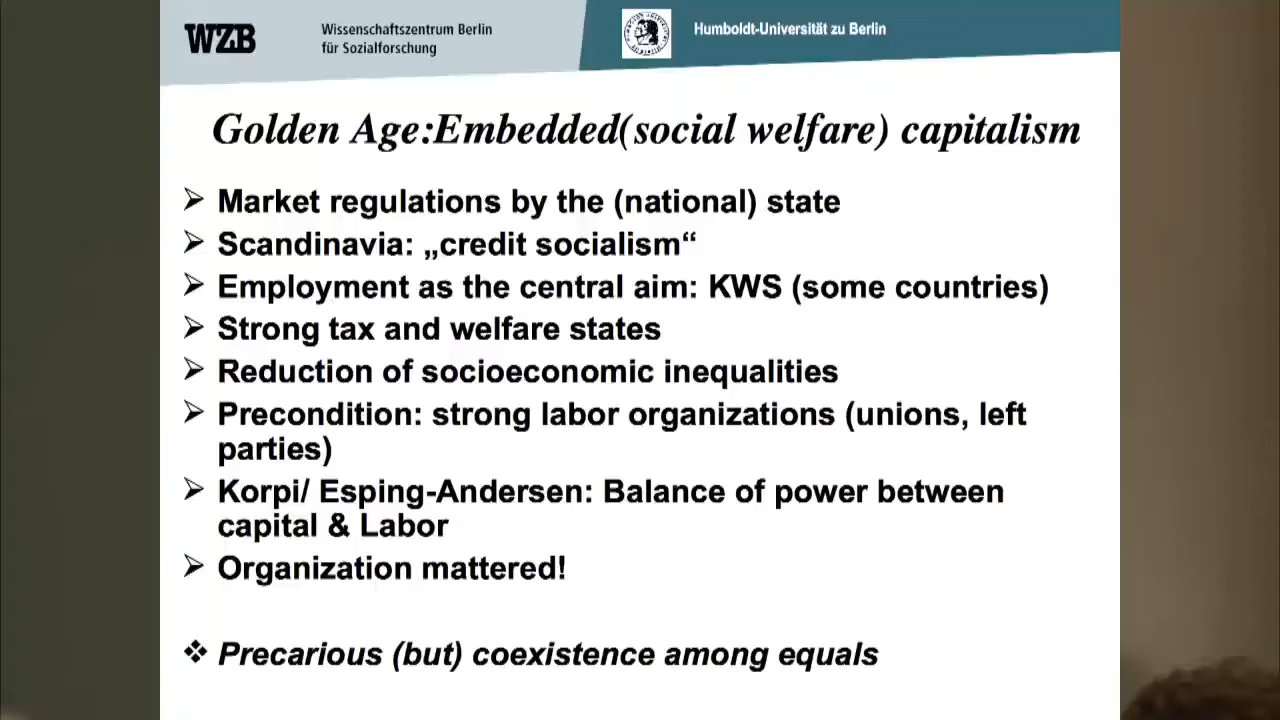 WZB
Wissenschaftszentrum Berlin
für Sozialforschung
Humboldt-Universität zu Berlin
Golden Age:Embedded(social welfare) capitalism
Market regulations by the (national) state
Scandinavia: „credit socialism“
Employment as the central aim: KWS (some countries)
Strong tax and welfare states
Reduction of socioeconomic inequalities
Precondition: strong labor organizations (unions, left
parties)
Korpi/ Esping-Andersen: Balance of power between
capital & Labor
Organization mattered!
Precarious (but) coexistence among equals